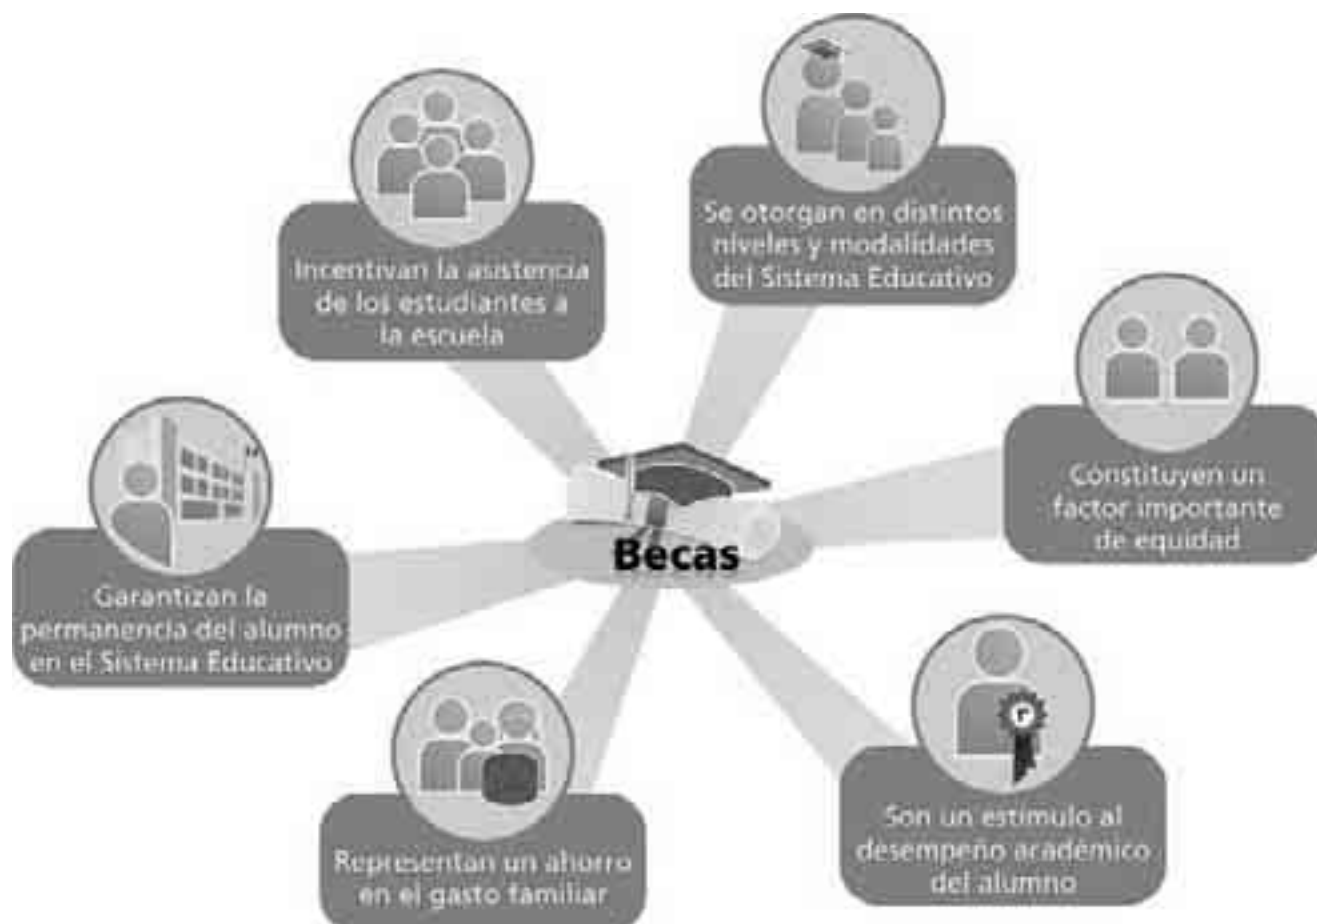 Se otorgan en distintos
niveles y modalidades
del Sistema Educativo
Incentivan la asistencia
de los estudiantes a
la escuela
Constituyen un
factor importante
de equidad
Becas
Garantizan la
permanencia del alumno
en el Sistema Educativo
Son un estímulo al
desempeño académico
del alumno
Representan un ahorro
en el gasto familiar